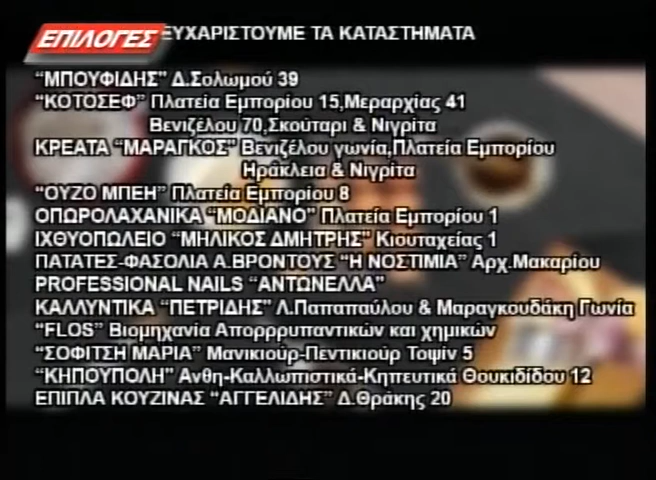 ΕΠΙΛΟΓΕΣ ΕΥΧΑΡΙΣΤΟΥΜΕ ΤΑ ΚΑΤΑΣΤΗΜΑΤΑ
“ΜΠΟΥΦΙΔΗΣ” Δ.Σολωμού 39
“ΚΟΤΟΣΕΦ” Πλατεία Εμπορίου 15,Μεραρχίας 41
Βενιζέλου 70,Σκούταρι & Νιγρίτα
ΚΡΕΑΤΑ “ΜΑΡΑΓΚΟΣ” Βενιζέλου γωνία,Πλατεία Εμπορίου
Ηράκλεια & Νιγρίτα
“ΟΥΖΟ ΜΠΕΗ” Πλατεία Εμπορίου 8
ΟΠΩΡΟΛΑΧΑΝΙΚΑ “ΜΟΔΙΑΝΟ” Πλατεία Εμπορίου 1
ΙΧΘΥΟΠΩΛΕΙΟ “ΜΗΛΙΚΟΣ ΔΜΗΤΡΗΣ” Κιουταχείας 1
ΠΑΤΑΤΕΣ-ΦΑΣΟΛΙΑ Α.ΒΡΟΝΤΟΥΣ “Η ΝΟΣΤΙΜΙΑ” Αρχ.Μακαρίου
PROFESSIONAL NAILS “ΑΝΤΩΝΕΛΛΑ”
ΚΑΛΛΥΝΤΙΚΑ “ΠΕΤΡΙΔΗΣ” Λ.Παπαπαύλου & Μαραγκουδάκη Γωνία
“FLOS” Βιομηχανία Απορρρυπαντικών και χημικών
“ΣΟΦΙΤΣΗ ΜΑΡΙΑ” Μανικιούρ-Πεντικιούρ Τοψίν 5
“ΚΗΠΟΥΠΟΛΗ” Ανθη-Καλλωπιστικά-Κηπευτικά Θουκιδίδου 12
ΕΠΙΠΛΑ ΚΟΥΖΙΝΑΣ “ΑΓΓΕΛΙΔΗΣ” Δ.Θράκης 20